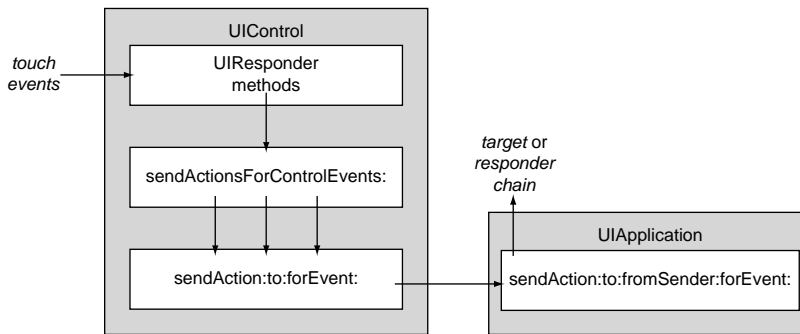 UIControl
touch
events
UIResponder
methods
sendActionsForControlEvents:
sendAction:to:forEvent:
target or
responder
chain
UIApplication
sendAction:to:fromSender:forEvent: